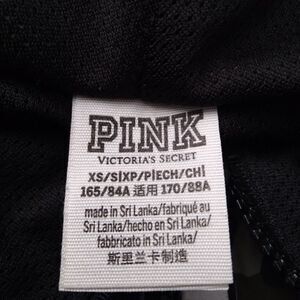 PINK
VICTORIA'S SECRET
XS/SIXP/PIECH/CHI
165/84A 适用 170/88A
made in Sri Lanka/fabriqué au
Sri Lanka/hecho en Sri Lanka/
fabbricato in Sri Lanka/
斯里兰卡制造